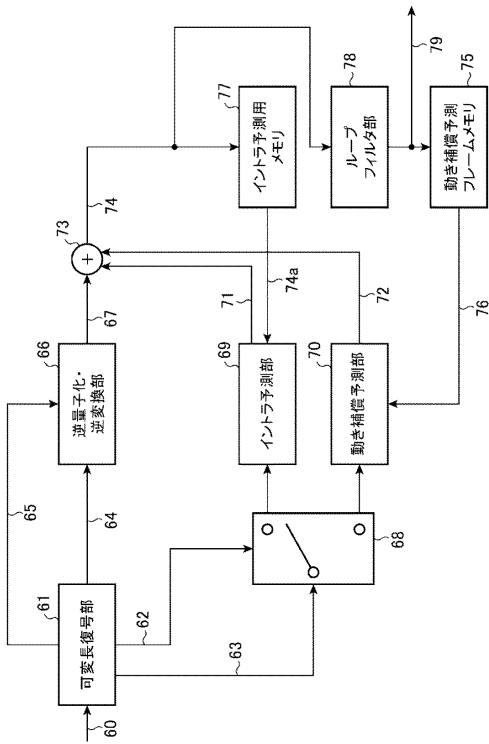 60
61
可変長復号部
62
63
64
65
66
逆量子化・
逆変換部
67
68
69
イントラ予測部
70
動き補償予測部
71
72
73
+
74
74a
75
動き補償予測
フレームメモリ
76
77
イントラ予測用
メモリ
78
ループ
フィルタ部
79